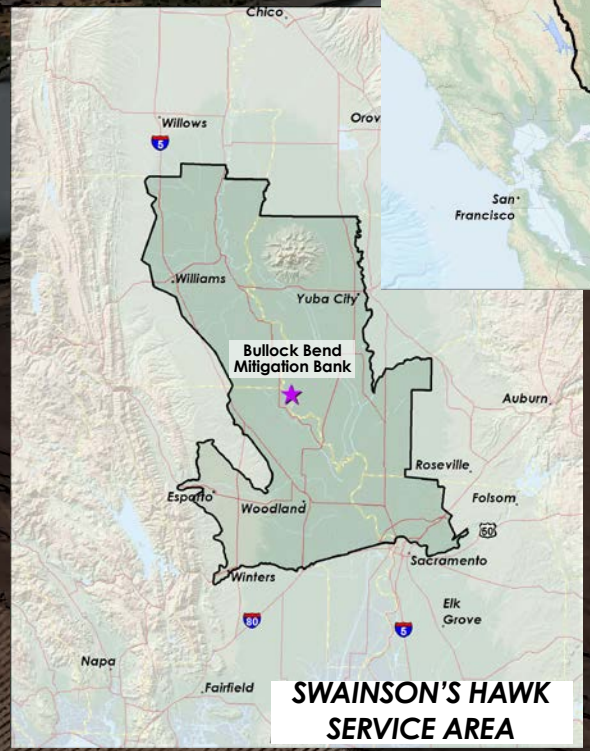 Chico
Willows
Orov
5
San
Francisco
Williams
Yuba City
Bullock Bend
Mitigation Bank
Auburn
Roseville
Esparto
Woodland
Folsom
50
Sacramento
Winters
Elk
Grove
80
5
Napa
Fairfield
SWAINSON'S HAWK
SERVICE AREA